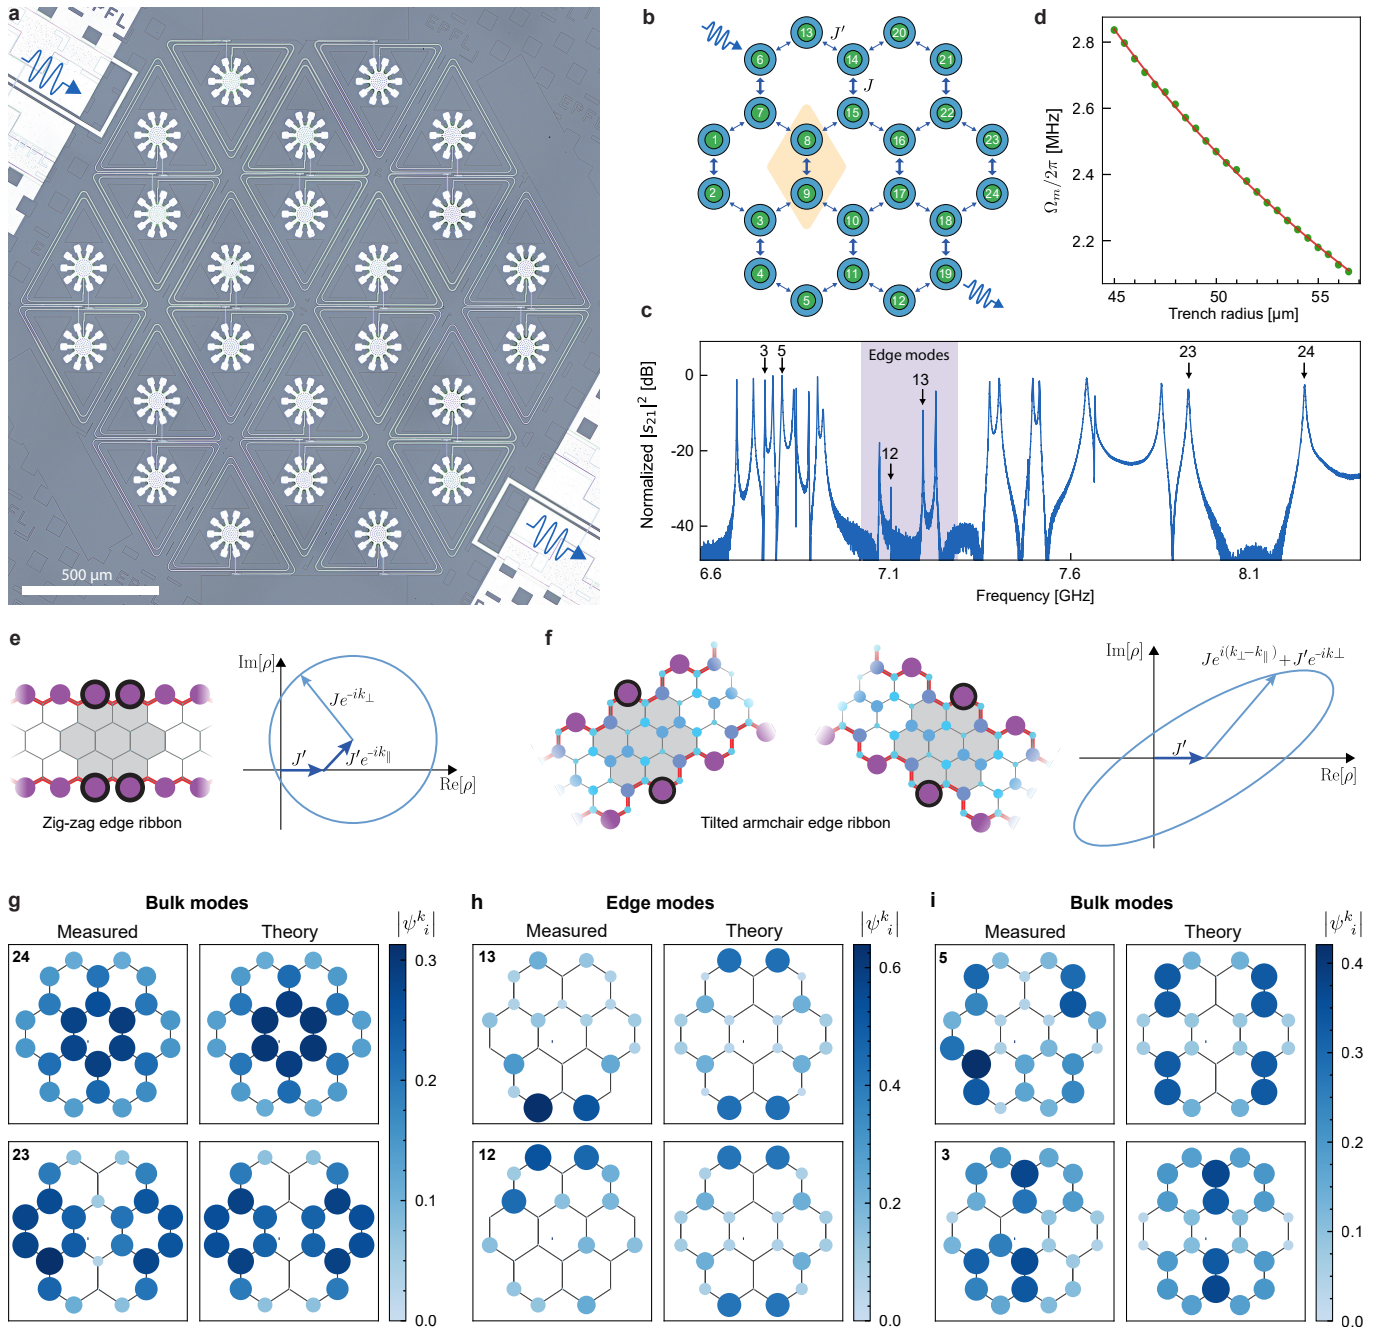 a
EPFL
500 µm
b
13
J′
20
6
14
21
J
7
15
22
1
8
16
23
2
9
17
24
3
10
18
4
11
19
5
12
c
Normalized |s₂₁|² [dB]
0
-20
-40
3
5
Edge modes
12
13
23
24
6.6
7.1
7.6
8.1
Frequency [GHz]
d
Ω_m/2π [MHz]
2.8
2.6
2.4
2.2
45
50
55
Trench radius [µm]
e
Zig-zag edge ribbon
Im[ρ]
Je^{-ik⊥}
J′
J′e^{-ik∥}
Re[ρ]
f
Tilted armchair edge ribbon
Im[ρ]
Je^{i(k⊥-k∥)}+J′e^{-ik⊥}
J′
Re[ρ]
g
Bulk modes
Measured
Theory
|ψ^k_i|
24
23
0.3
0.2
0.1
0.0
h
Edge modes
Measured
Theory
|ψ^k_i|
13
12
0.6
0.4
0.2
0.0
i
Bulk modes
Measured
Theory
|ψ^k_i|
5
3
0.4
0.3
0.2
0.1
0.0